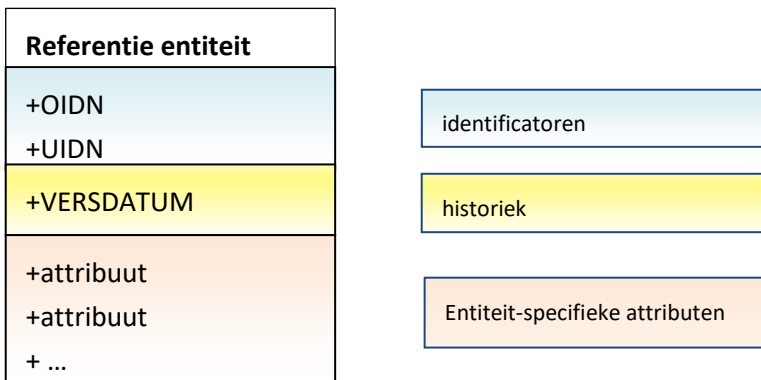 Referentie entiteit
+OIDN
+UIDN
+VERSDATUM
+attribuut
+attribuut
+ ...
identificatoren
historiek
Entiteit-specifieke attributen